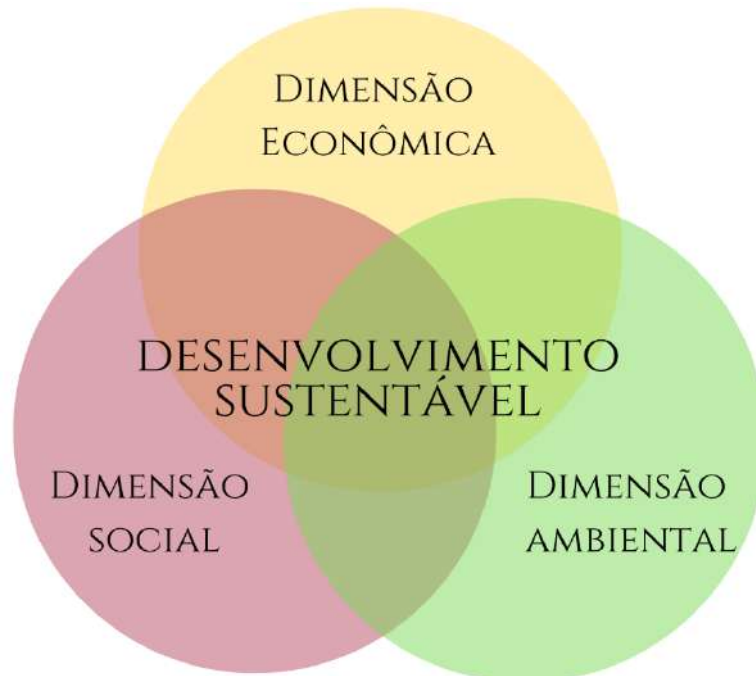 DIMENSÃO
ECONÔMICA
DESENVOLVIMENTO
SUSTENTÁVEL
DIMENSÃO
SOCIAL
DIMENSÃO
AMBIENTAL